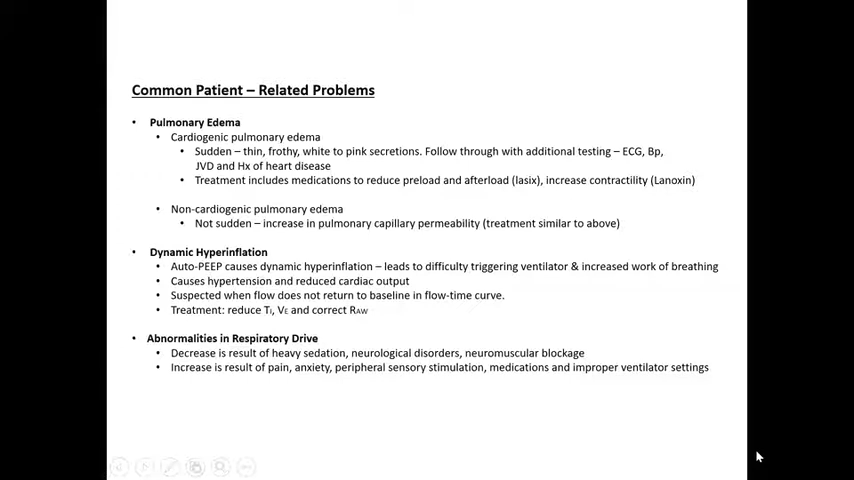 Common Patient – Related Problems
• Pulmonary Edema
• Cardiogenic pulmonary edema
• Sudden – thin, frothy, white to pink secretions. Follow through with additional testing – ECG, Bp,
JVD and Hx of heart disease
• Treatment includes medications to reduce preload and afterload (lasix), increase contractility (Lanoxin)
• Non-cardiogenic pulmonary edema
• Not sudden – increase in pulmonary capillary permeability (treatment similar to above)
• Dynamic Hyperinflation
• Auto-PEEP causes dynamic hyperinflation – leads to difficulty triggering ventilator & increased work of breathing
• Causes hypertension and reduced cardiac output
• Suspected when flow does not return to baseline in flow-time curve.
• Treatment: reduce TI, VE and correct RAW
• Abnormalities in Respiratory Drive
• Decrease is result of heavy sedation, neurological disorders, neuromuscular blockage
• Increase is result of pain, anxiety, peripheral sensory stimulation, medications and improper ventilator settings